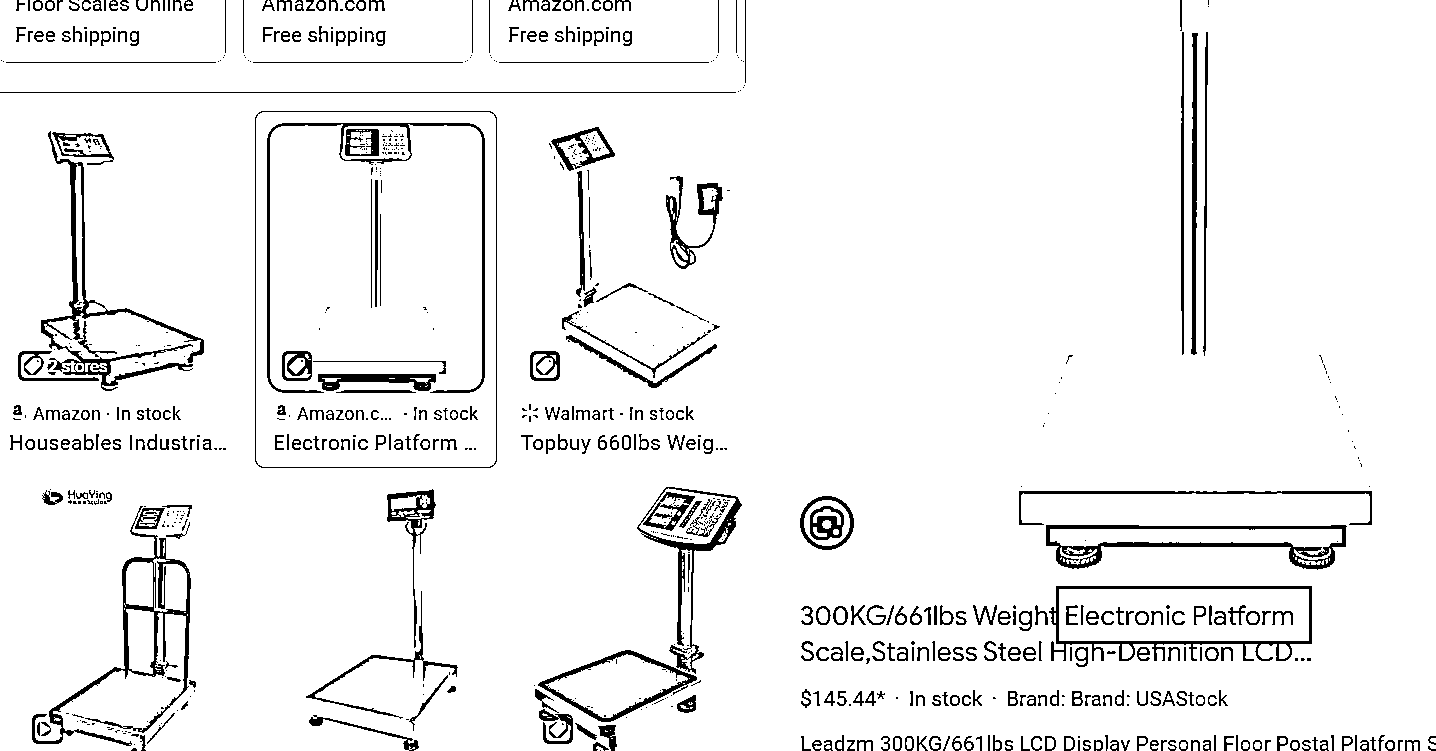 Floor Scales Online
Free shipping
Amazon.com
Free shipping
Amazon.com
Free shipping
2 stores
a Amazon · In stock
Houseables Industria...
a Amazon.c... · In stock
Electronic Platform ...
Walmart · In stock
Topbuy 660lbs Weig...
HuaYing
300KG/661lbs Weight Electronic Platform
Scale,Stainless Steel High-Definition LCD...
$145.44* · In stock · Brand: Brand: USAStock
Leadzm 300KG/661lbs LCD Display Personal Floor Postal Platform S